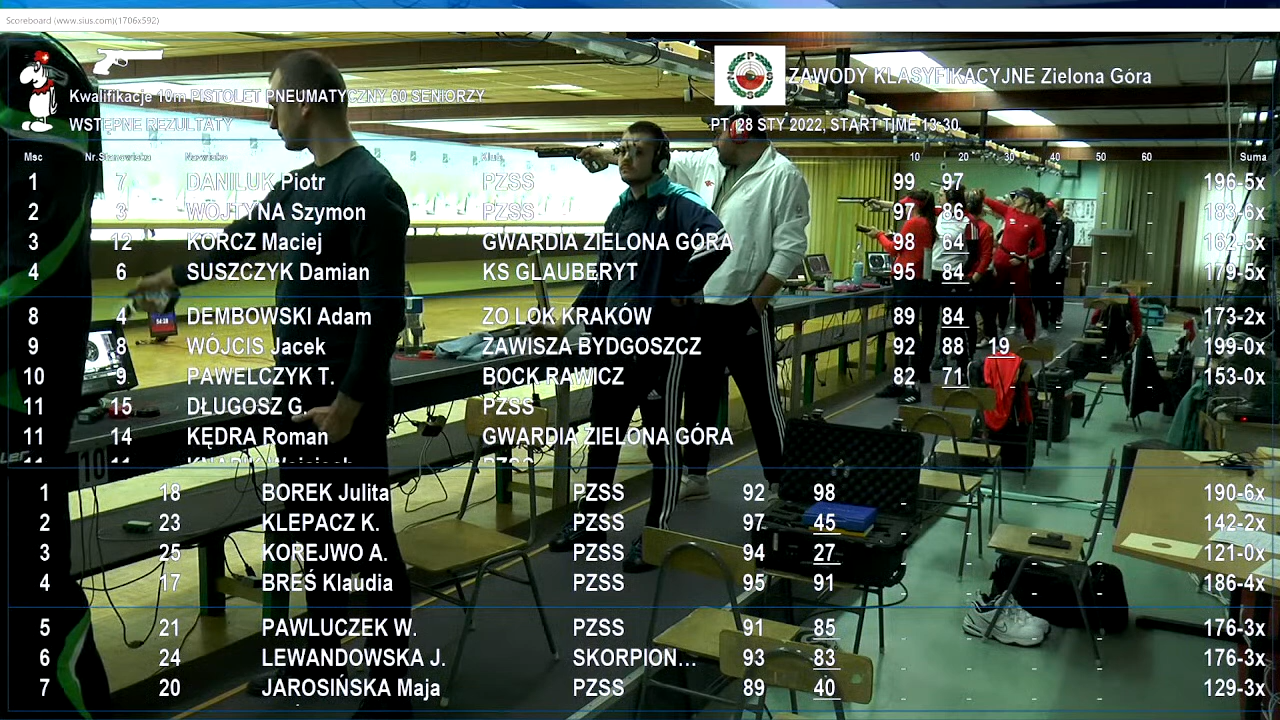 Scoreboard (www.sius.com)(1706x592)
ZAWODY KLASYFIKACYJNE Zielona Góra
Kwalifikacje 10m PISTOLET PNEUMATYCZNY 60 SENIORZY
WSTĘPNE REZULTATY
PT. 28 STY 2022, START TIME 13:30
Msc Nr.Stanowiska Nazwisko Klub 10 20 30 40 50 60 Suma
1 7 DANILUK Piotr PZSS 99 97 - - - - 196-5x
2 3 WOJTYNA Szymon PZSS 97 86 - - - - 183-6x
3 12 KORCZ Maciej GWARDIA ZIELONA GÓRA 98 64 - - - - 162-5x
4 6 SUSZCZYK Damian KS GLAUBERYT 95 84 - - - - 179-5x
8 4 DEMBOWSKI Adam ZO LOK KRAKÓW 89 84 - - - - 173-2x
9 8 WÓJCIS Jacek ZAWISZA BYDGOSZCZ 92 88 19 - - - 199-0x
10 9 PAWELCZYK T. BOCK RAWICZ 82 71 - - - - 153-0x
11 15 DŁUGOSZ G. PZSS
11 14 KĘDRA Roman GWARDIA ZIELONA GÓRA
10
1 18 BOREK Julita PZSS 92 98 - - - - 190-6x
2 23 KLEPACZ K. PZSS 97 45 - - - - 142-2x
3 25 KOREJWO A. PZSS 94 27 - - - - 121-0x
4 17 BREŚ Klaudia PZSS 95 91 - - - - 186-4x
5 21 PAWLUCZEK W. PZSS 91 85 - - - - 176-3x
6 24 LEWANDOWSKA J. SKORPION... 93 83 - - - - 176-3x
7 20 JAROSIŃSKA Maja PZSS 89 40 - - - - 129-3x